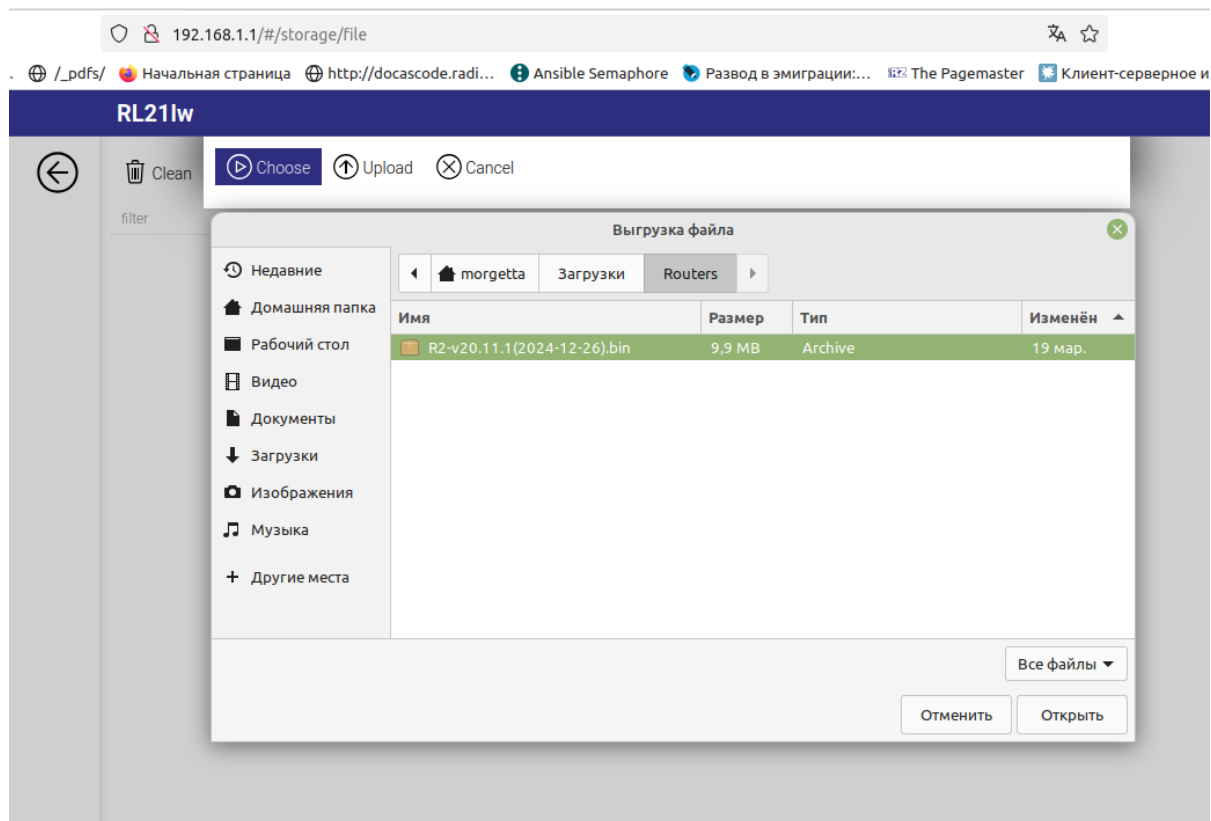 192.168.1.1/#/storage/file
. /_pdfs/ Начальная страница http://docascode.radi... Ansible Semaphore Развод в эмиграции:... The Pagemaster Клиент-серверное и
RL21lw
Clean Choose Upload Cancel
filter
Выгрузка файла
Недавние
Домашняя папка
Рабочий стол
Видео
Документы
Загрузки
Изображения
Музыка
+ Другие места
morgetta Загрузки Routers
Имя Размер Тип Изменён
R2-v20.11.1(2024-12-26).bin 9,9 MB Archive 19 мар.
Все файлы
Отменить Открыть